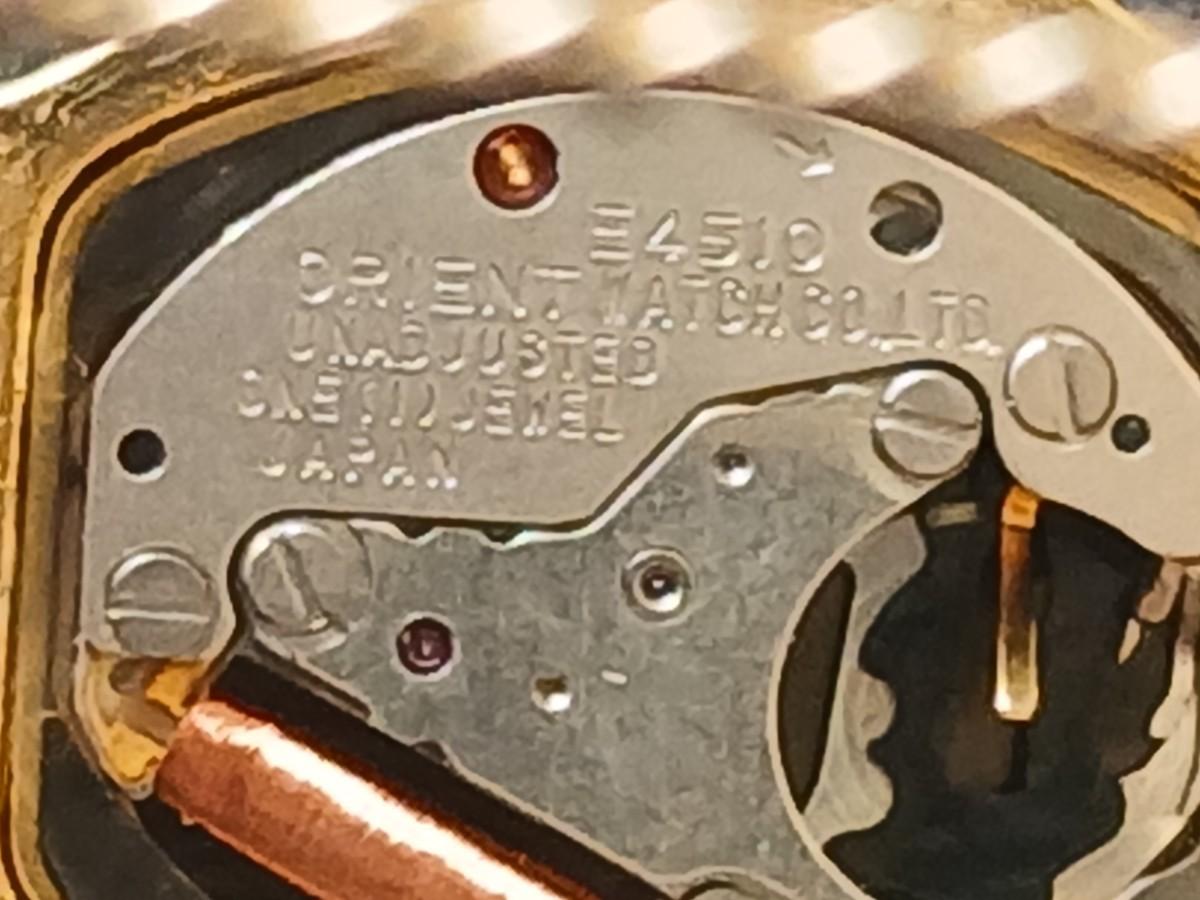 E4510
ORIENT WATCH CO.,LTD.
UNADJUSTED
ONE (1) JEWEL
JAPAN